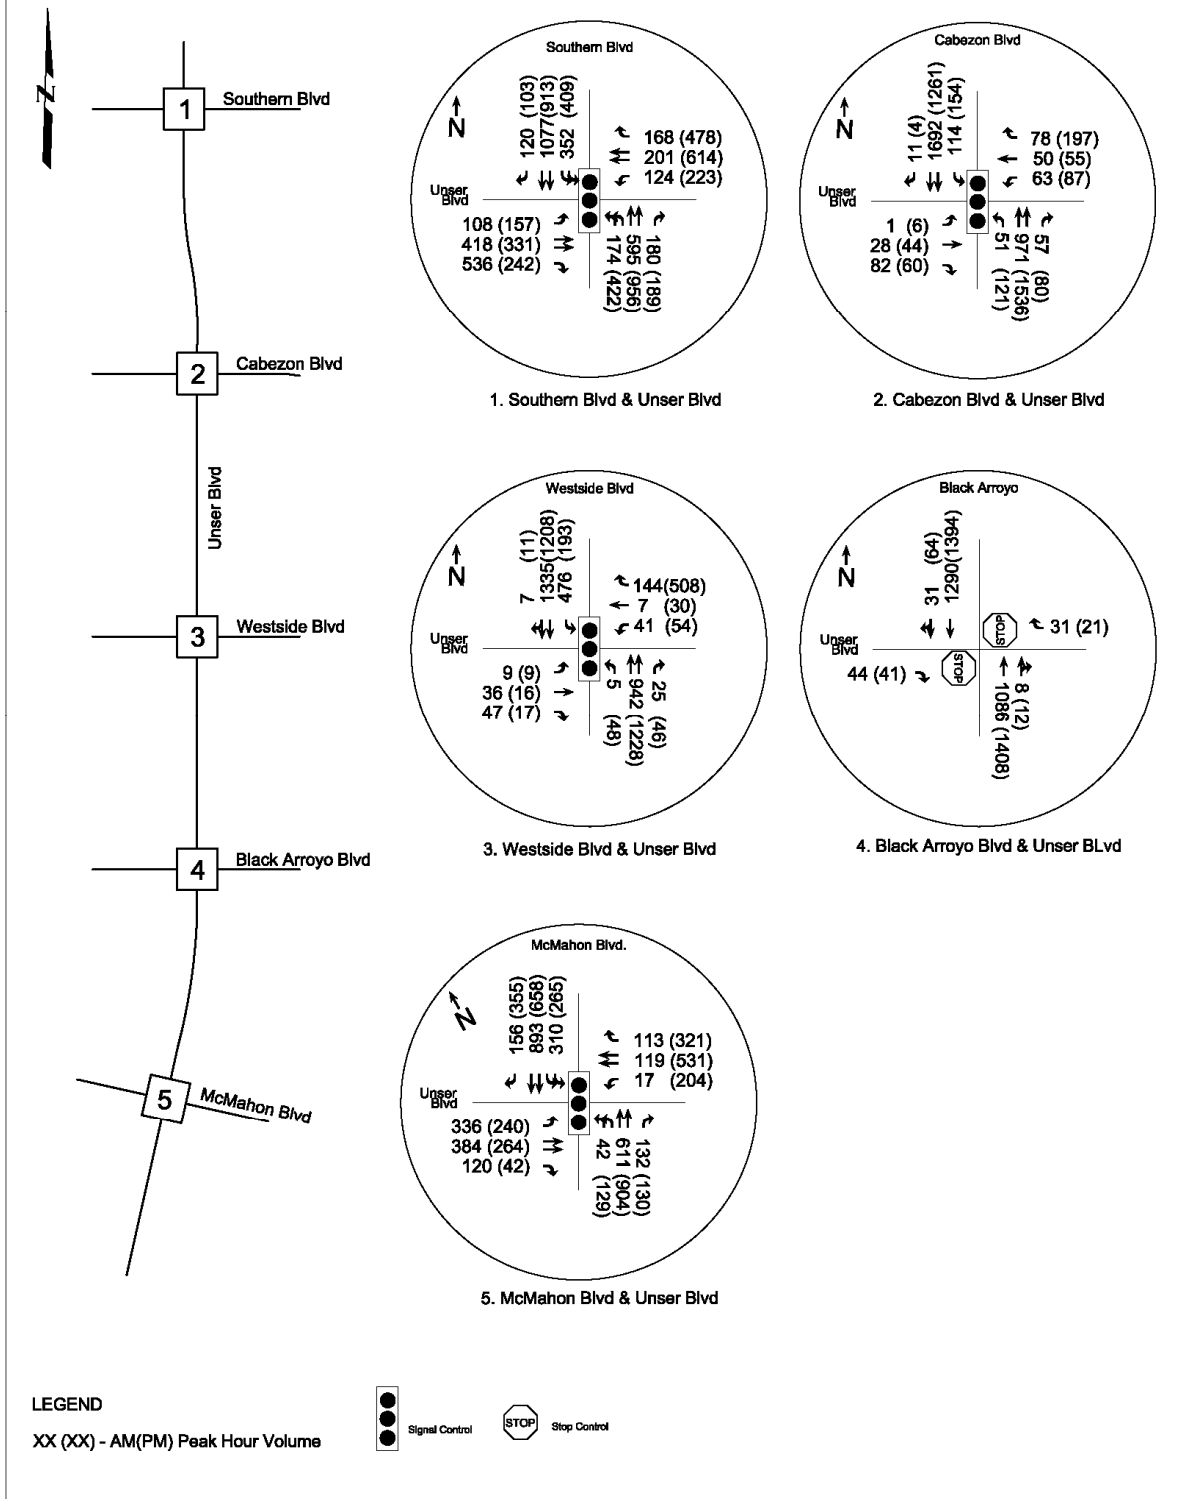 N
1
Southern Blvd
2
Cabezon Blvd
Unser Blvd
3
Westside Blvd
4
Black Arroyo Blvd
5
McMahon Blvd
Southern Blvd
N
120 (103)
1077(913)
352 (409)
168 (478)
201 (614)
124 (223)
Unser
Blvd
108 (157)
418 (331)
536 (242)
174 (422)
595 (956)
180 (189)
1. Southern Blvd & Unser Blvd
Cabezon Blvd
N
11 (4)
1692 (1261)
114 (154)
78 (197)
50 (55)
63 (87)
Unser
Blvd
1 (6)
28 (44)
82 (60)
51 (121)
971 (1536)
57 (80)
2. Cabezon Blvd & Unser Blvd
Westside Blvd
N
7 (11)
1335(1208)
476 (193)
144(508)
7 (30)
41 (54)
Unser
Blvd
9 (9)
36 (16)
47 (17)
5 (48)
942 (1228)
25 (46)
3. Westside Blvd & Unser Blvd
Black Arroyo
N
31 (64)
1290(1394)
STOP
31 (21)
Unser
Blvd
44 (41)
STOP
1086 (1408)
8 (12)
4. Black Arroyo Blvd & Unser BLvd
McMahon Blvd.
N
156 (355)
893 (658)
310 (265)
113 (321)
119 (531)
17 (204)
Unser
Blvd
336 (240)
384 (264)
120 (42)
42 (129)
611 (904)
132 (130)
5. McMahon Blvd & Unser Blvd
LEGEND
XX (XX) - AM(PM) Peak Hour Volume
Signal Control
STOP
Stop Control